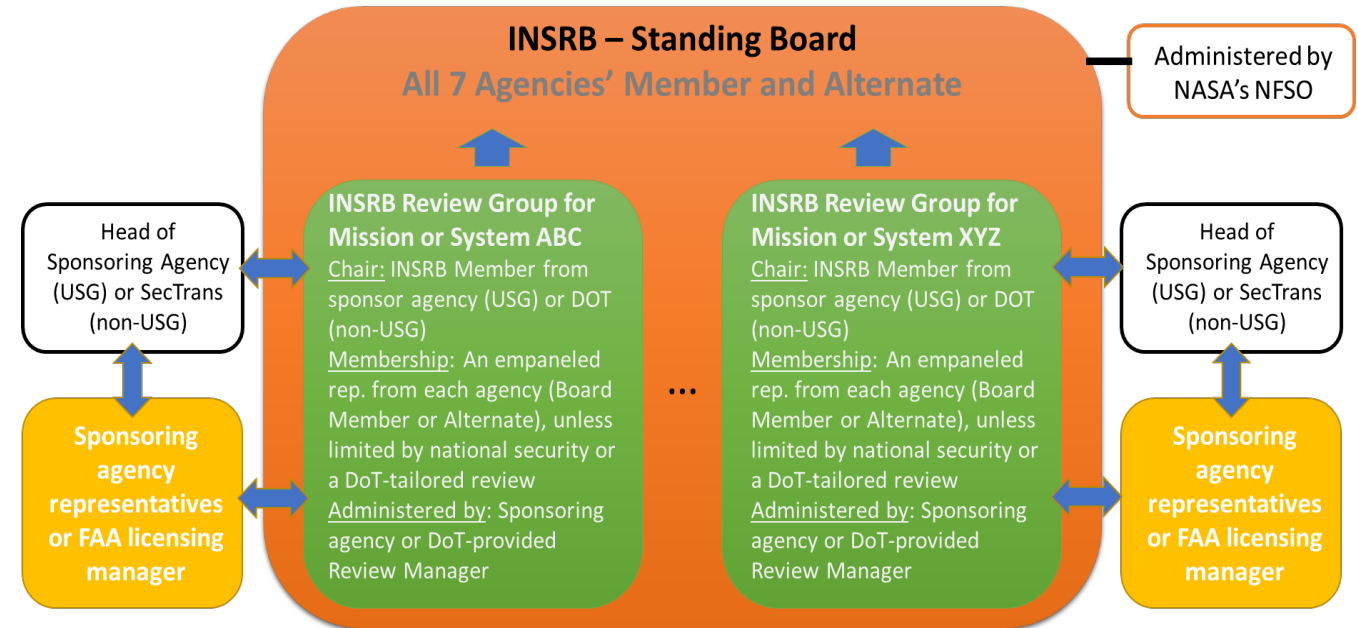 INSRB – Standing Board
All 7 Agencies’ Member and Alternate
Administered by
NASA’s NFSO
Head of
Sponsoring Agency
(USG) or SecTrans
(non-USG)
Sponsoring
agency
representatives
or FAA licensing
manager
INSRB Review Group for
Mission or System ABC
Chair: INSRB Member from
sponsor agency (USG) or DOT
(non-USG)
Membership: An empaneled
rep. from each agency (Board
Member or Alternate), unless
limited by national security or
a DoT-tailored review
Administered by: Sponsoring
agency or DoT-provided
Review Manager
...
INSRB Review Group for
Mission or System XYZ
Chair: INSRB Member from
sponsor agency (USG) or DOT
(non-USG)
Membership: An empaneled
rep. from each agency (Board
Member or Alternate), unless
limited by national security or
a DoT-tailored review
Administered by: Sponsoring
agency or DoT-provided
Review Manager
Head of
Sponsoring Agency
(USG) or SecTrans
(non-USG)
Sponsoring
agency
representatives
or FAA licensing
manager